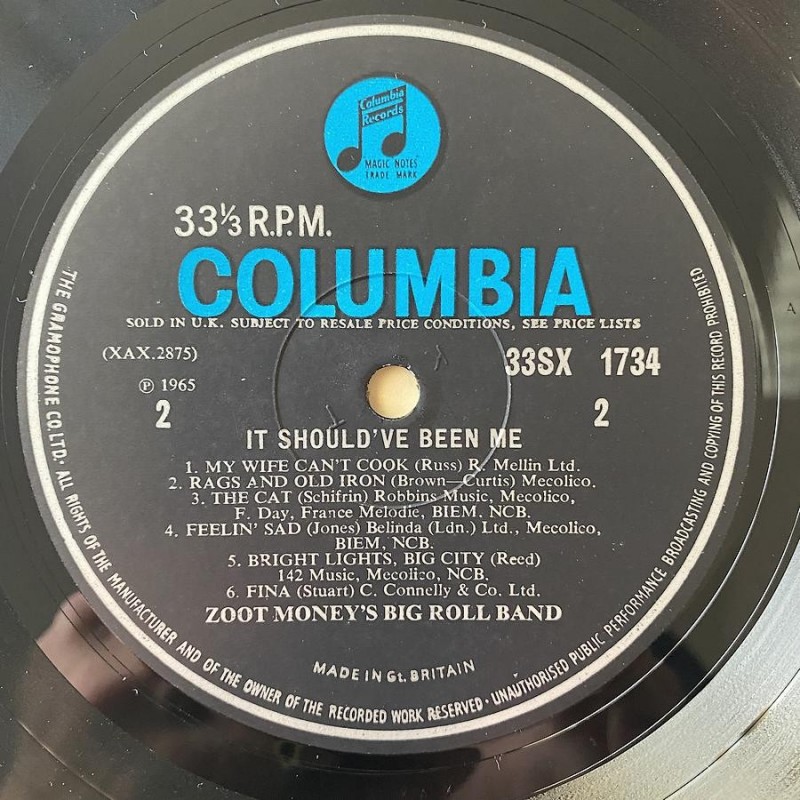 Columbia
Records
MAGIC NOTES
TRADE MARK
33⅓ R.P.M.
COLUMBIA
SOLD IN U.K. SUBJECT TO RESALE PRICE CONDITIONS, SEE PRICE LISTS
(XAX.2875)
33SX 1734
℗ 1965
2
2
IT SHOULD'VE BEEN ME
1. MY WIFE CAN'T COOK (Russ) R. Mellin Ltd.
2. RAGS AND OLD IRON (Brown—Curtis) Mecolico.
3. THE CAT (Schifrin) Robbins Music, Mecolico,
F. Day, France Melodie, BIEM. NCB.
4. FEELIN' SAD (Jones) Belinda (Ldn.) Ltd., Mecolico,
BIEM, NCB.
5. BRIGHT LIGHTS, BIG CITY (Reed)
142 Music, Mecolico, NCB.
6. FINA (Stuart) C. Connelly & Co. Ltd.
ZOOT MONEY'S BIG ROLL BAND
MADE IN Gt. BRITAIN
THE GRAMOPHONE CO. LTD. · ALL RIGHTS OF THE MANUFACTURER AND OF THE OWNER OF THE RECORDED WORK RESERVED · UNAUTHORISED PUBLIC PERFORMANCE BROADCASTING AND COPYING OF THIS RECORD PROHIBITED